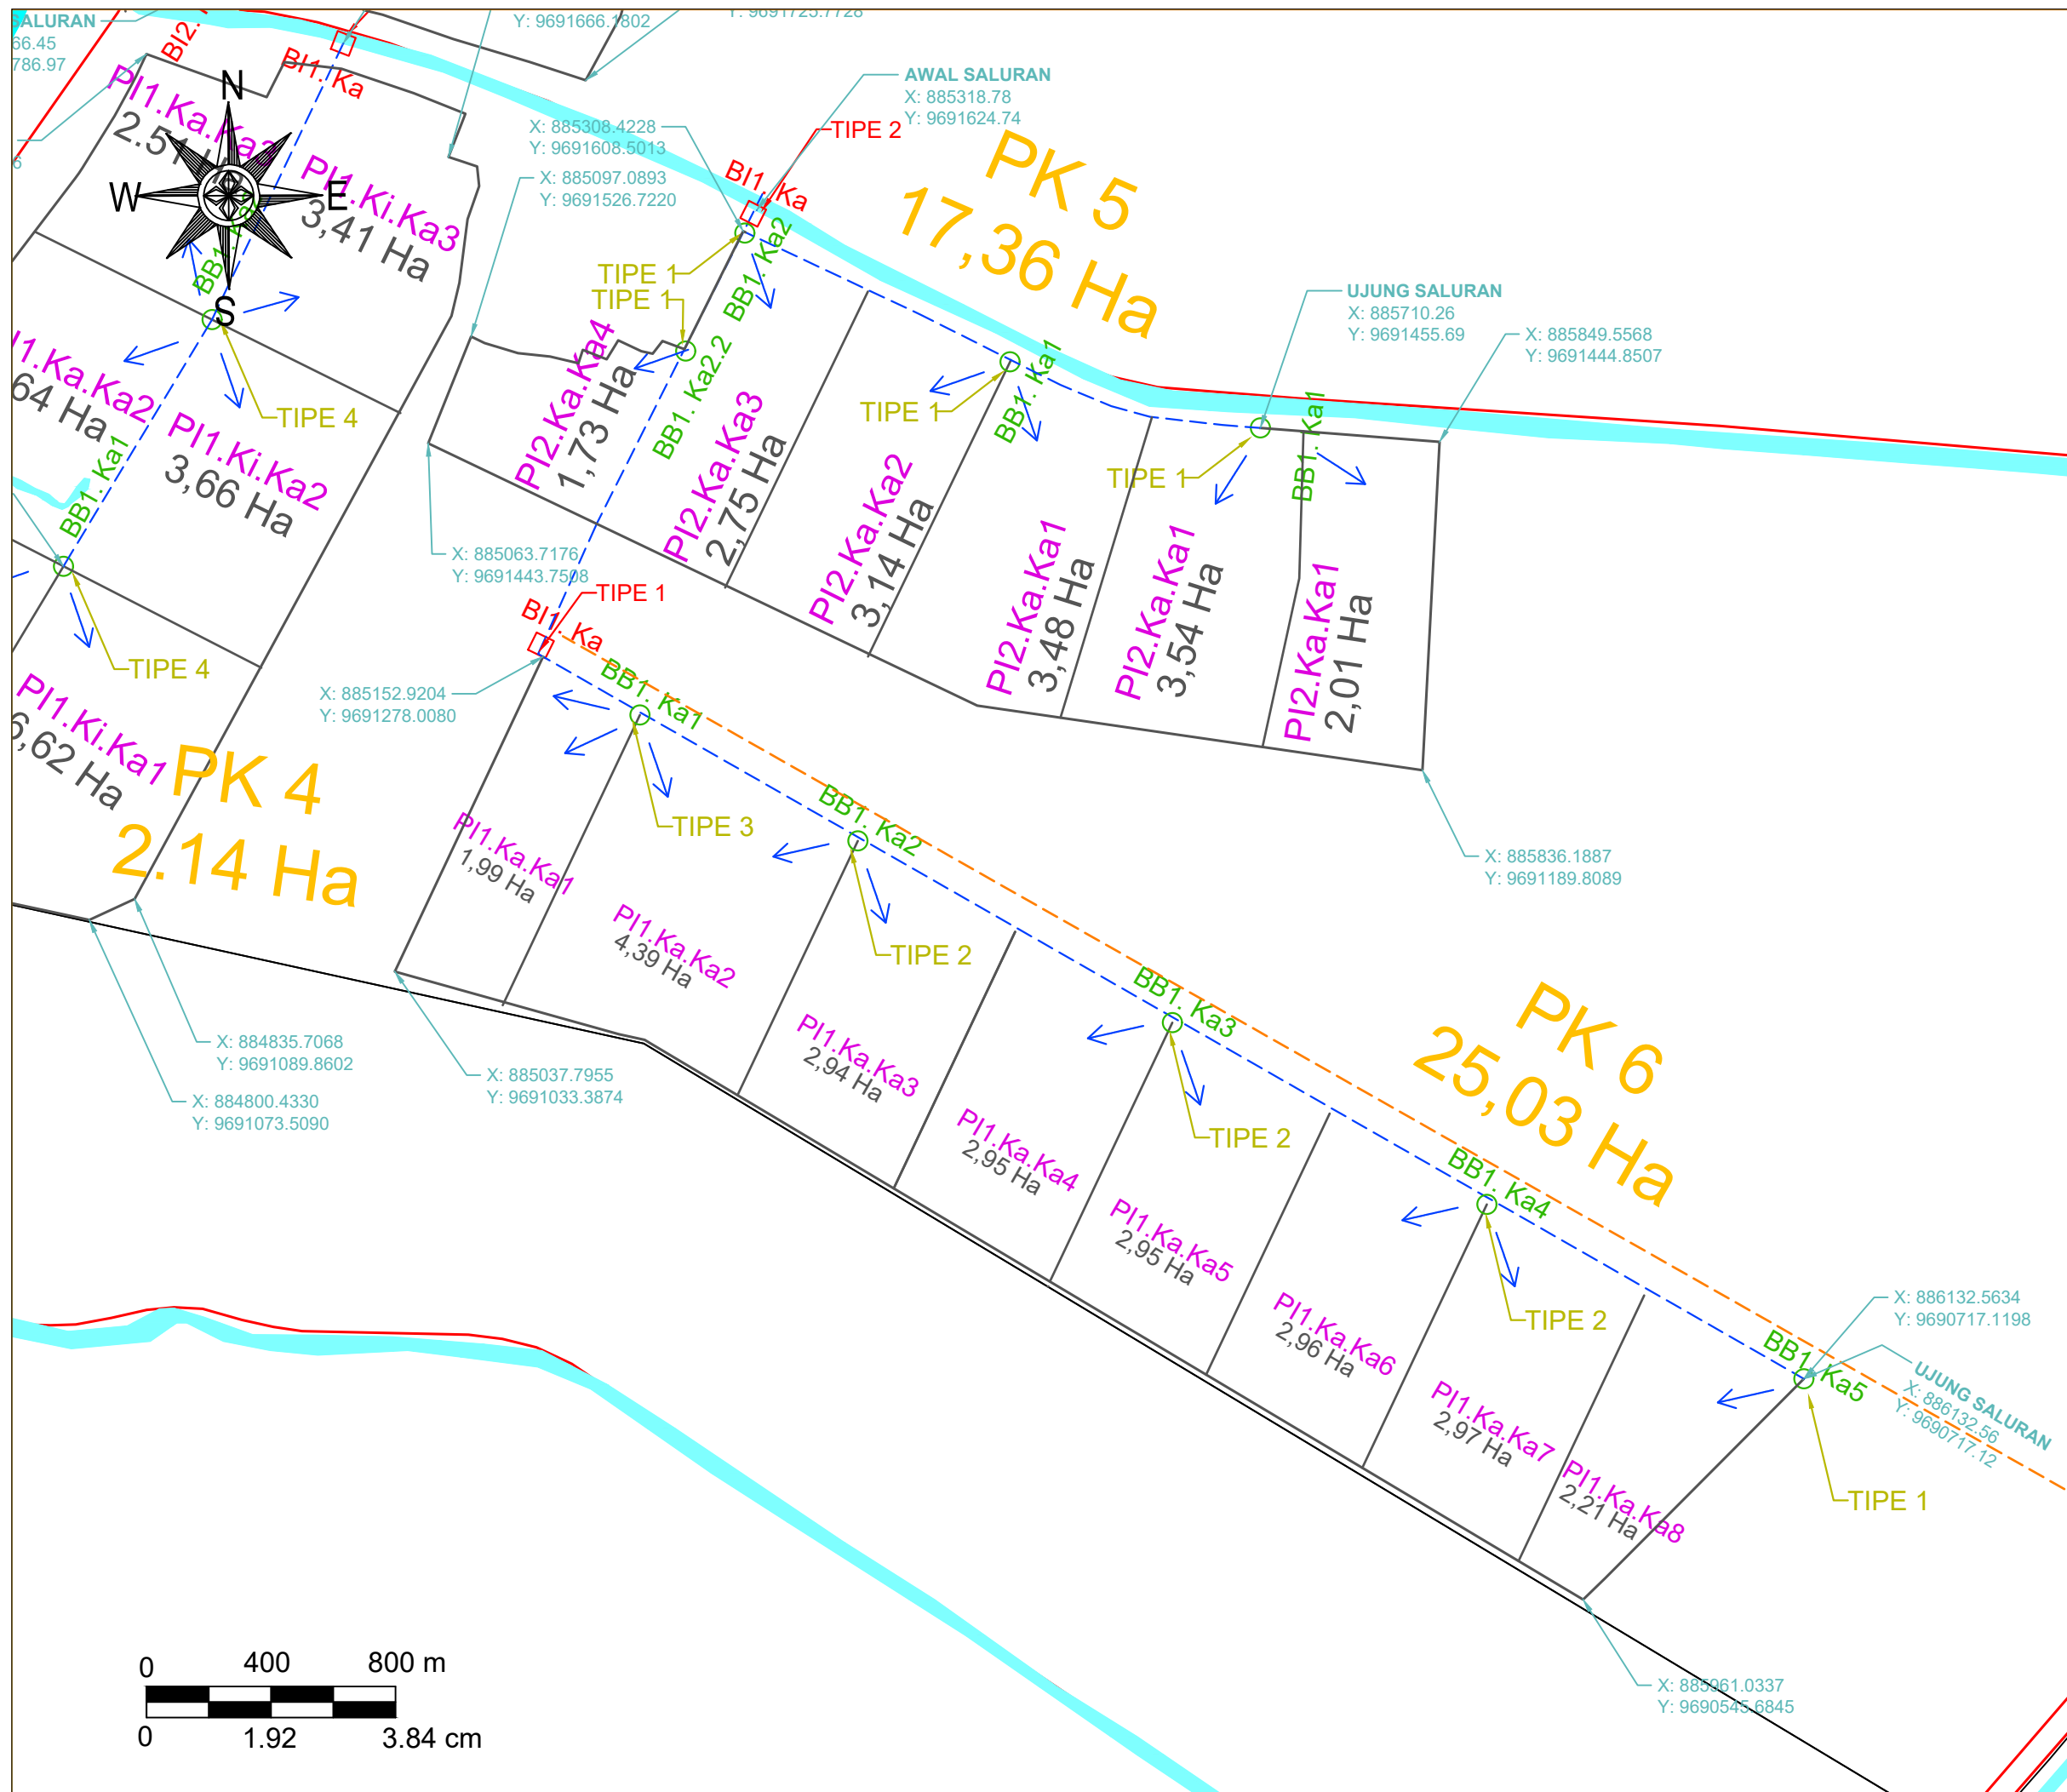 SALURAN
66.45
786.97
BI2.
BI1. Ka
Y: 9691666.1802
Y: 9691725.7728
PI1.Ka.Ka3
2.51 Ha
N
W
E
S
PI1.Ki.Ka3
3,41 Ha
6
X: 885308.4228
Y: 9691608.5013
X: 885097.0893
Y: 9691526.7220
AWAL SALURAN
X: 885318.78
Y: 9691624.74
TIPE 2
BI1. Ka
PK 5
17,36 Ha
TIPE 1
TIPE 1
BB1. Ka2
BB1. Ka2.2
UJUNG SALURAN
X: 885710.26
Y: 9691455.69
X: 885849.5568
Y: 9691444.8507
TIPE 4
I1.Ka.Ka2
64 Ha
PI1.Ki.Ka2
3,66 Ha
BB1. Ka1
PI2.Ka.Ka4
1,73 Ha
PI2.Ka.Ka3
2,75 Ha
TIPE 1
BB1. Ka1
PI2.Ka.Ka2
3,14 Ha
TIPE 1
BB1. Ka1
PI2.Ka.Ka1
3,48 Ha
PI2.Ka.Ka1
3,54 Ha
PI2.Ka.Ka1
2,01 Ha
X: 885063.7176
Y: 9691443.7508
TIPE 1
BI1. Ka
TIPE 4
X: 885152.9204
Y: 9691278.0080
BB1. Ka1
PI1.Ki.Ka1
6,62 Ha
PK 4
2.14 Ha
TIPE 3
BB1. Ka2
PI1.Ka.Ka1
1,99 Ha
X: 885836.1887
Y: 9691189.8089
PI1.Ka.Ka2
4,39 Ha
TIPE 2
BB1. Ka3
PK 6
25,03 Ha
X: 884835.7068
Y: 9691089.8602
X: 884800.4330
Y: 9691073.5090
X: 885037.7955
Y: 9691033.3874
PI1.Ka.Ka3
2,94 Ha
PI1.Ka.Ka4
2,95 Ha
TIPE 2
BB1. Ka4
PI1.Ka.Ka5
2,95 Ha
PI1.Ka.Ka6
2,96 Ha
TIPE 2
X: 886132.5634
Y: 9690717.1198
BB1. Ka5
UJUNG SALURAN
X: 886132.56
Y: 9690717.12
PI1.Ka.Ka7
2,97 Ha
PI1.Ka.Ka8
2,21 Ha
TIPE 1
X: 885961.0337
Y: 9690545.6845
0 400 800 m
0 1.92 3.84 cm